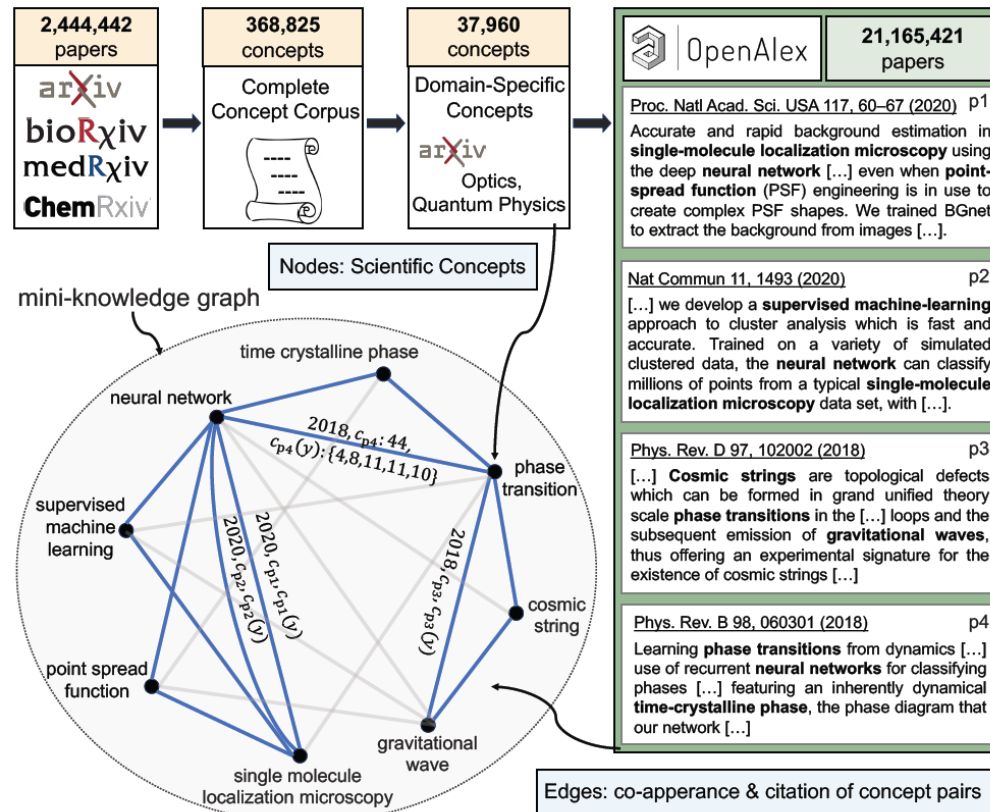 2,444,442
papers
arXiv
bioRχiv
medRχiv
ChemRxiv
368,825
concepts
Complete
Concept Corpus
37,960
concepts
Domain-Specific
Concepts
arXiv
Optics,
Quantum Physics
OpenAlex
21,165,421
papers
Proc. Natl Acad. Sci. USA 117, 60–67 (2020) p1
Accurate and rapid background estimation in
single-molecule localization microscopy using
the deep neural network [...] even when point-
spread function (PSF) engineering is in use to
create complex PSF shapes. We trained BGnet
to extract the background from images [...].
Nat Commun 11, 1493 (2020) p2
[...] we develop a supervised machine-learning
approach to cluster analysis which is fast and
accurate. Trained on a variety of simulated
clustered data, the neural network can classify
millions of points from a typical single-molecule
localization microscopy data set, with [...].
Phys. Rev. D 97, 102002 (2018) p3
[...] Cosmic strings are topological defects
which can be formed in grand unified theory
scale phase transitions in the [...] loops and the
subsequent emission of gravitational waves,
thus offering an experimental signature for the
existence of cosmic strings [...]
Phys. Rev. B 98, 060301 (2018) p4
Learning phase transitions from dynamics [...]
use of recurrent neural networks for classifying
phases [...] featuring an inherently dynamical
time-crystalline phase, the phase diagram that
our network [...]
Nodes: Scientific Concepts
mini-knowledge graph
time crystalline phase
neural network
2018, c_p4: 44,
c_p4(y): {4,8,11,11,10}
phase
transition
supervised
machine
learning
2020, c_p2, c_p2(y)
2020, c_p1, c_p1(y)
2018, c_p3, c_p3(y)
cosmic
string
point spread
function
gravitational
wave
single molecule
localization microscopy
Edges: co-apperance & citation of concept pairs